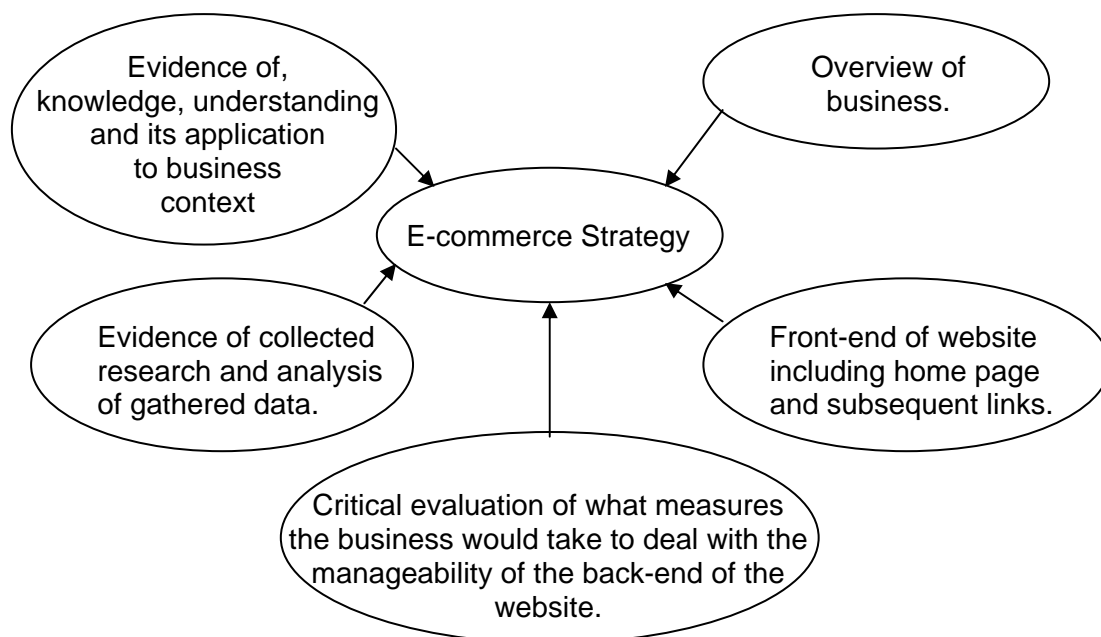 Evidence of,
knowledge, understanding
and its application
to business
context
Overview of
business.
E-commerce Strategy
Evidence of collected
research and analysis
of gathered data.
Front-end of website
including home page
and subsequent links.
Critical evaluation of what measures
the business would take to deal with the
manageability of the back-end of the
website.